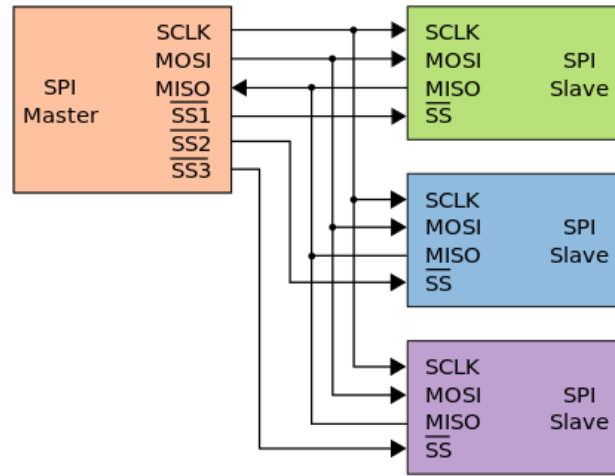 SPI
Master
SCLK
MOSI
MISO
SS1
SS2
SS3
SCLK
MOSI
MISO
SS
SPI
Slave
SCLK
MOSI
MISO
SS
SPI
Slave
SCLK
MOSI
MISO
SS
SPI
Slave